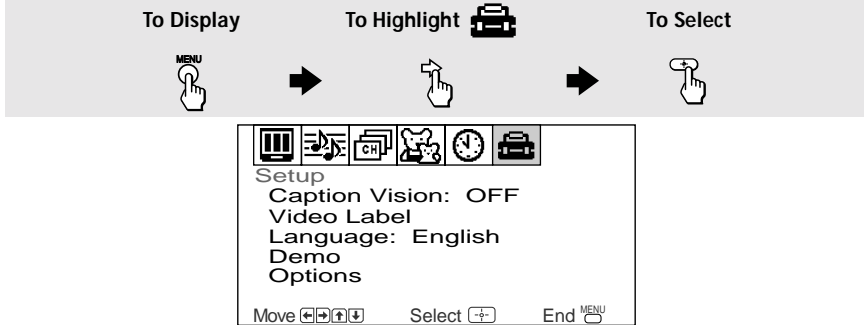 To Display To Highlight To Select
MENU
CH
Setup
Caption Vision: OFF
Video Label
Language: English
Demo
Options
Move Select End MENU